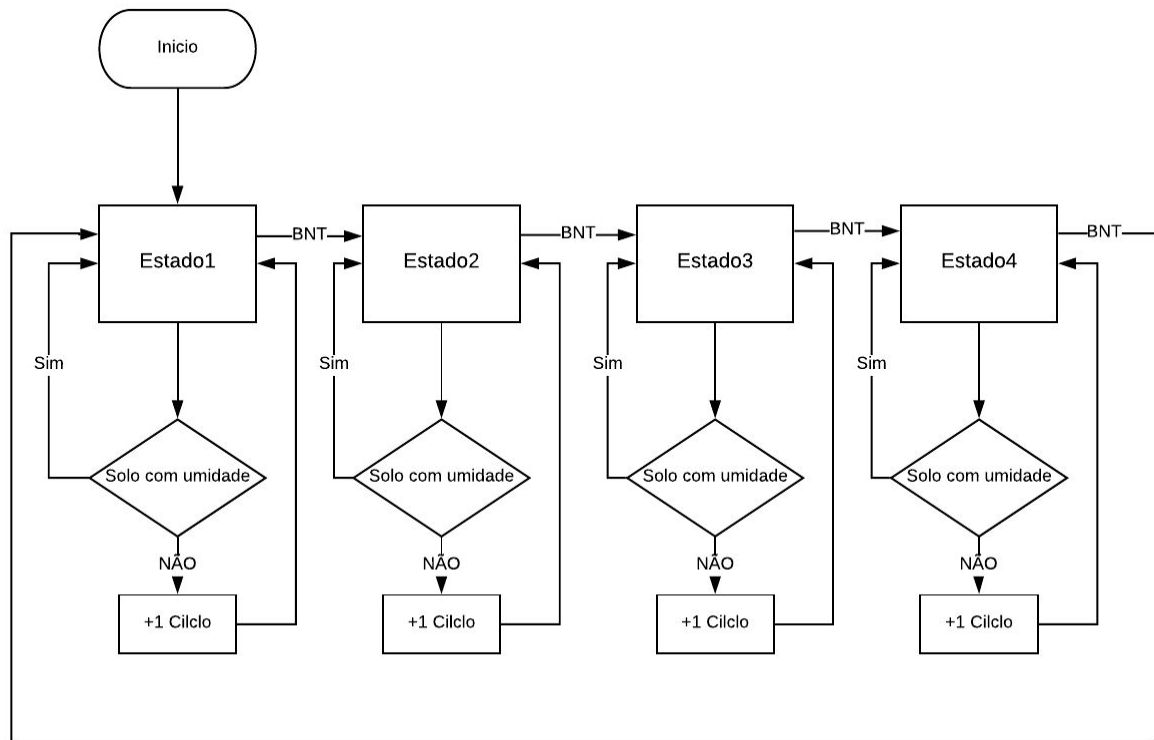 Inicio
BNT
BNT
BNT
BNT
Estado1
Estado2
Estado3
Estado4
Sim
Sim
Sim
Sim
Solo com umidade
Solo com umidade
Solo com umidade
Solo com umidade
NÃO
NÃO
NÃO
NÃO
+1 Cilclo
+1 Cilclo
+1 Cilclo
+1 Cilclo